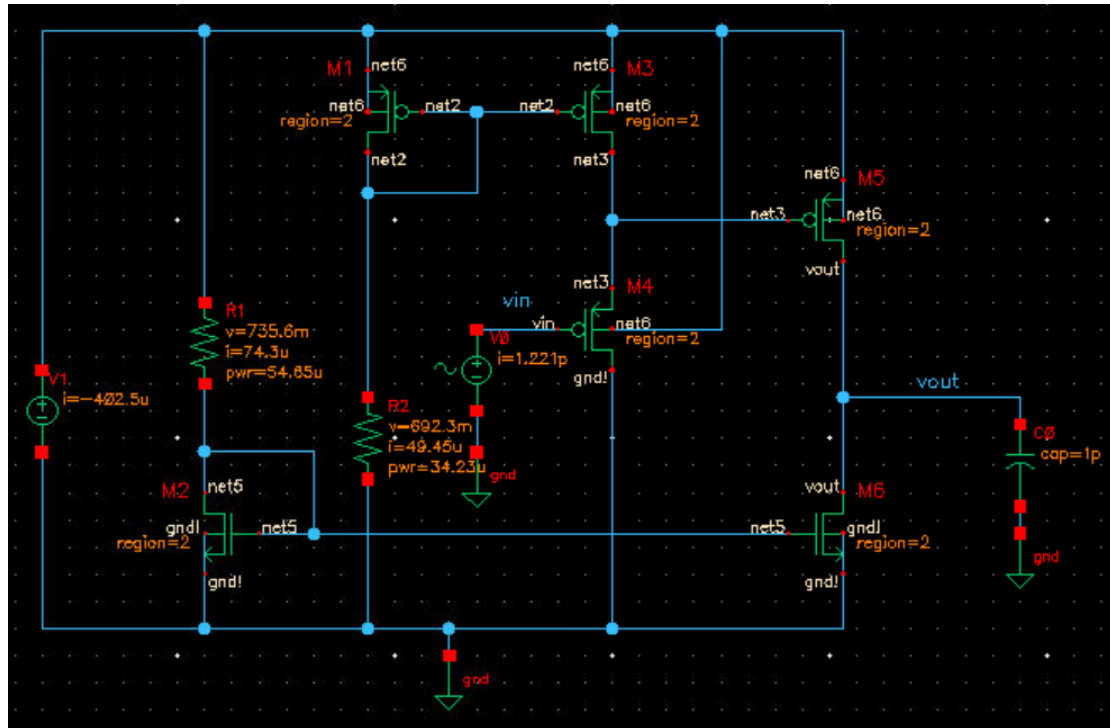 net6
M1
net6
net2
region=2
net2
net6
M3
net2
net6
region=2
net3
net6
M5
net3
net6
region=2
vout
net3
M4
vin
vin
net6
region=2
gnd!
V0
i=1.221p
gnd
R1
v=735.6m
i=74.3u
pwr=54.65u
V1
i=-402.5u
R2
v=692.3m
i=49.45u
pwr=34.23u
vout
C0
cap=1p
gnd
M2
net5
gnd!
net5
region=2
gnd!
vout
M6
net5
gnd!
region=2
gnd!
gnd